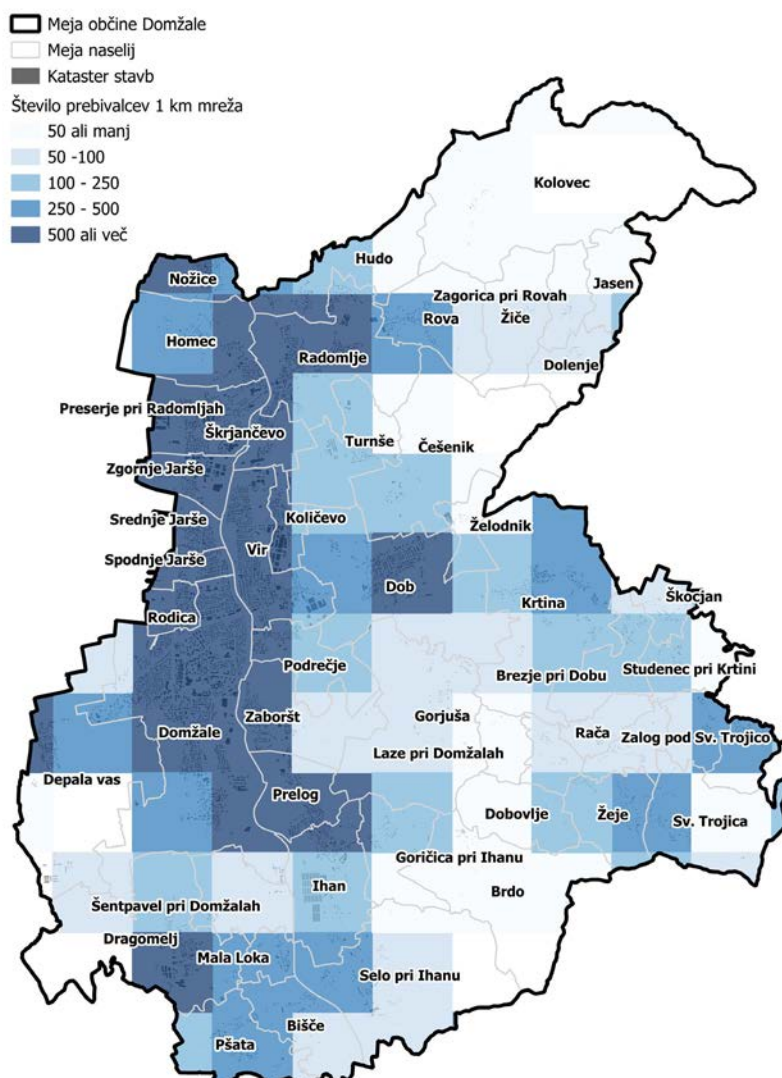 Meja občine Domžale
Meja naselij
Kataster stavb
Število prebivalcev 1 km mreža
50 ali manj
50 -100
100 - 250
250 - 500
500 ali več
Kolovec
Hudo
Nožice
Jasen
Zagorica pri Rovah
Rova
Žiče
Homec
Radomlje
Dolenje
Preserje pri Radomljah
Škrjančevo
Turnše
Češenik
Zgornje Jarše
Srednje Jarše
Količevo
Želodnik
Vir
Spodnje Jarše
Dob
Krtina
Škocjan
Rodica
Podrečje
Brezje pri Dobu
Studenec pri Krtini
Domžale
Zaboršt
Gorjuša
Rača
Zalog pod Sv. Trojico
Laze pri Domžalah
Depala vas
Prelog
Dobovlje
Žeje
Sv. Trojica
Goričica pri Ihanu
Ihan
Brdo
Šentpavel pri Domžalah
Dragomelj
Mala Loka
Selo pri Ihanu
Bišče
Pšata